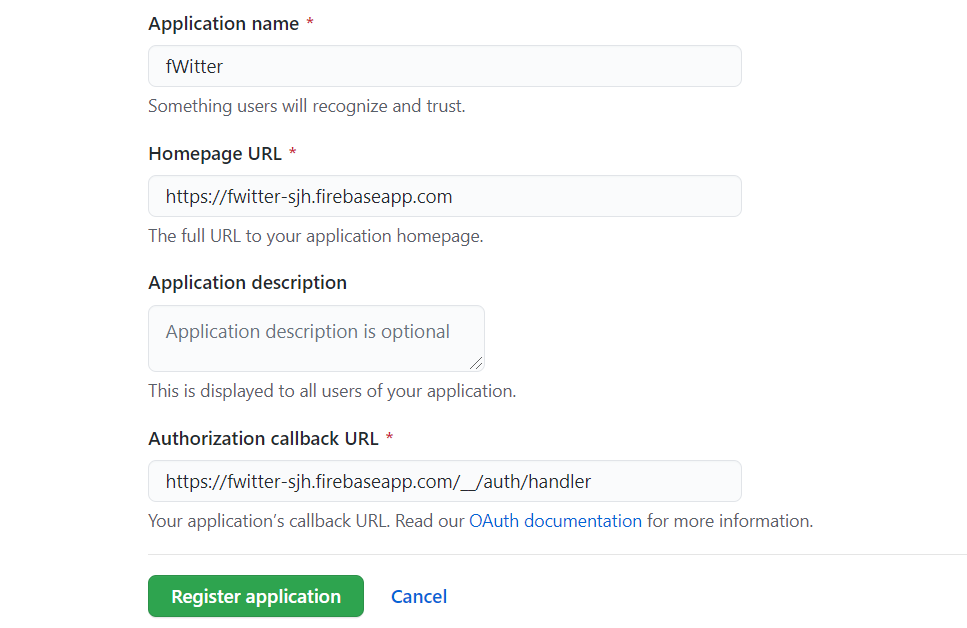 Application name *
fWitter
Something users will recognize and trust.
Homepage URL *
https://fwitter-sjh.firebaseapp.com
The full URL to your application homepage.
Application description
Application description is optional
This is displayed to all users of your application.
Authorization callback URL *
https://fwitter-sjh.firebaseapp.com/__/auth/handler
Your application’s callback URL. Read our OAuth documentation for more information.
Register application Cancel